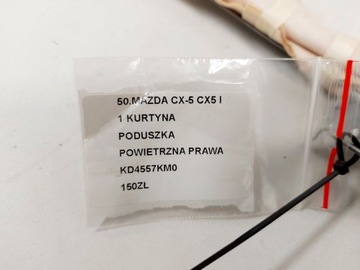 50.MAZDA CX-5 CX5 I
1 KURTYNA
PODUSZKA
POWIETRZNA PRAWA
KD4557KM0
150ZL